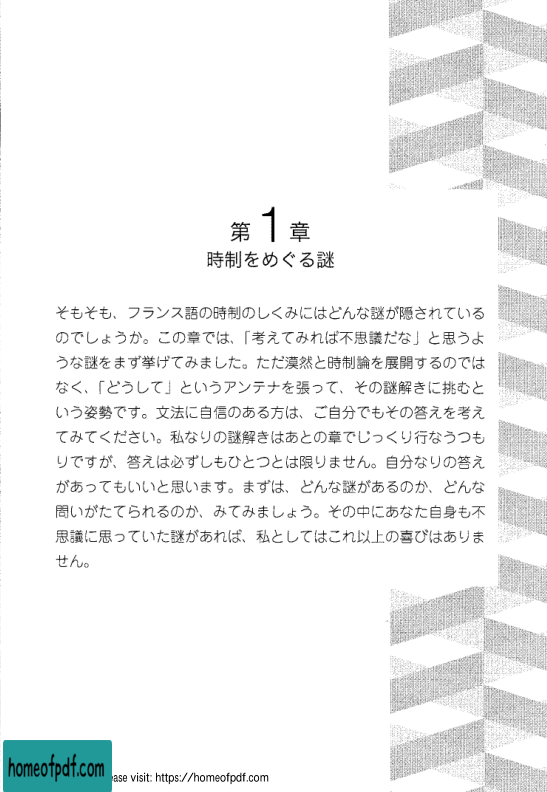 第1章
時制をめぐる謎
そもそも、フランス語の時制のしくみにはどんな謎が隠されている
のでしょうか。この章では、「考えてみれば不思議だな」と思うよ
うな謎をまず挙げてみました。ただ漠然と時制論を展開するのでは
なく、「どうして」というアンテナを張って、その謎解きに挑むと
いう姿勢です。文法に自信のある方は、ご自分でもその答えを考え
てみてください。私なりの謎解きはあとの章でじっくり行なうつも
りですが、答えは必ずしもひとつとは限りません。自分なりの答え
があってもいいと思います。まずは、どんな謎があるのか、どんな
問いがたてられるのか、みてみましょう。その中にあなた自身も不
思議に思っていた謎があれば、私としてはこれ以上の喜びはありま
せん。
homeofpdf.com
ease visit: https://homeofpdf.com